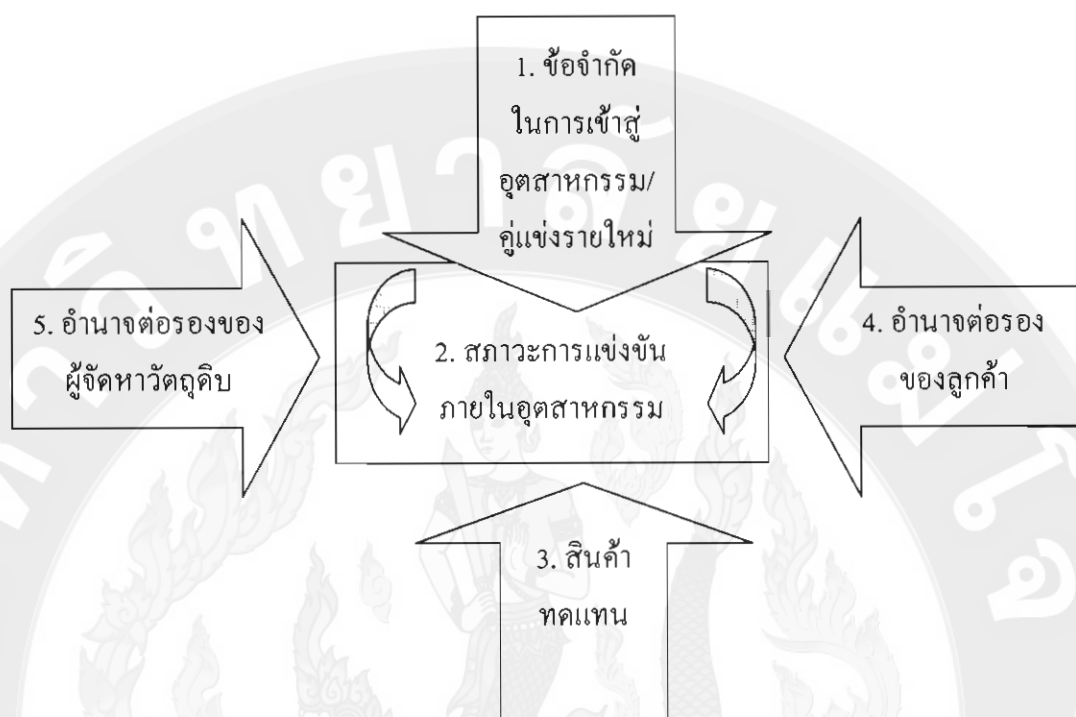 1. ข้อจำกัด
ในการเข้าสู่
อุตสาหกรรม/
คู่แข่งรายใหม่
5. อำนาจต่อรองของ
ผู้จัดหาวัตถุดิบ
2. สภาวะการแข่งขัน
ภายในอุตสาหกรรม
4. อำนาจต่อรอง
ของลูกค้า
3. สินค้า
ทดแทน